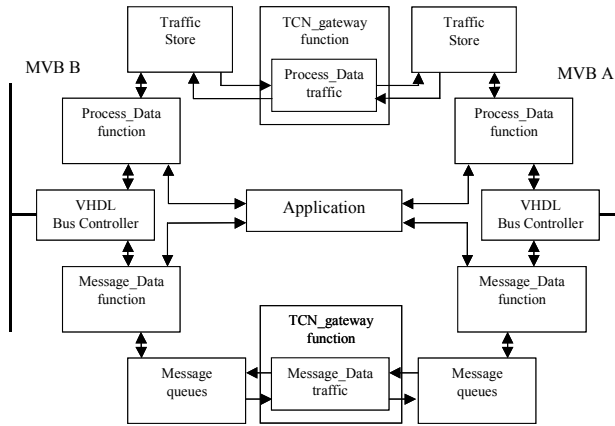 Traffic
Store
TCN_gateway
function
Process_Data
traffic
Traffic
Store
MVB B
MVB A
Process_Data
function
Process_Data
function
VHDL
Bus Controller
Application
VHDL
Bus Controller
Message_Data
function
Message_Data
function
TCN_gateway
function
Message
queues
Message_Data
traffic
Message
queues